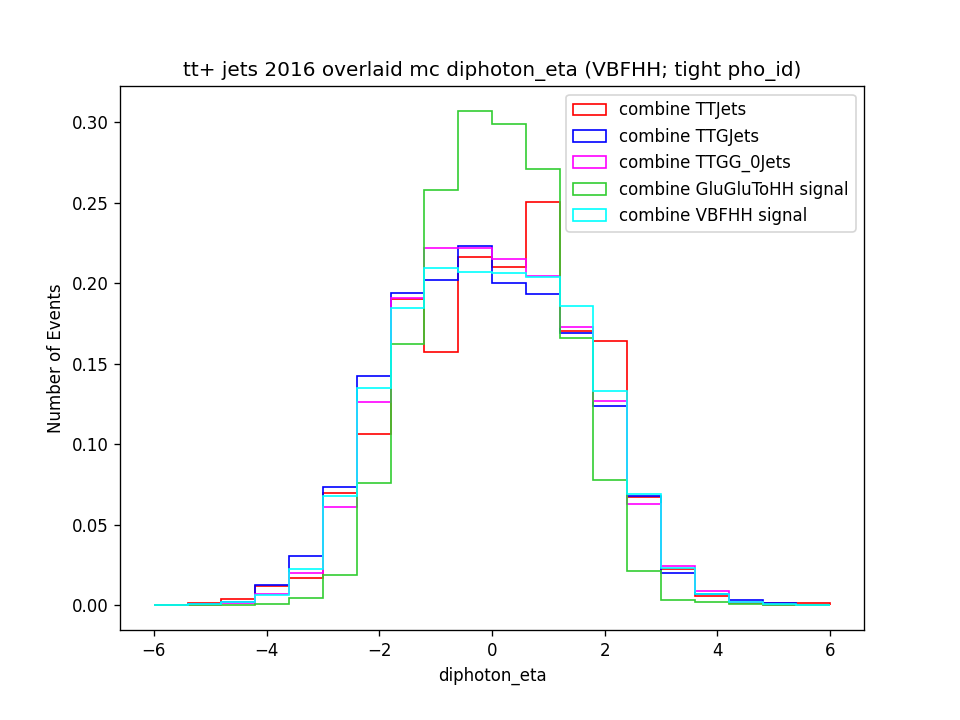 tt+ jets 2016 overlaid mc diphoton_eta (VBFHH; tight pho_id)
combine TTJets
combine TTGJets
combine TTGG_0Jets
combine GluGluToHH signal
combine VBFHH signal
Number of Events
0.30
0.25
0.20
0.15
0.10
0.05
0.00
−6 −4 −2 0 2 4 6
diphoton_eta